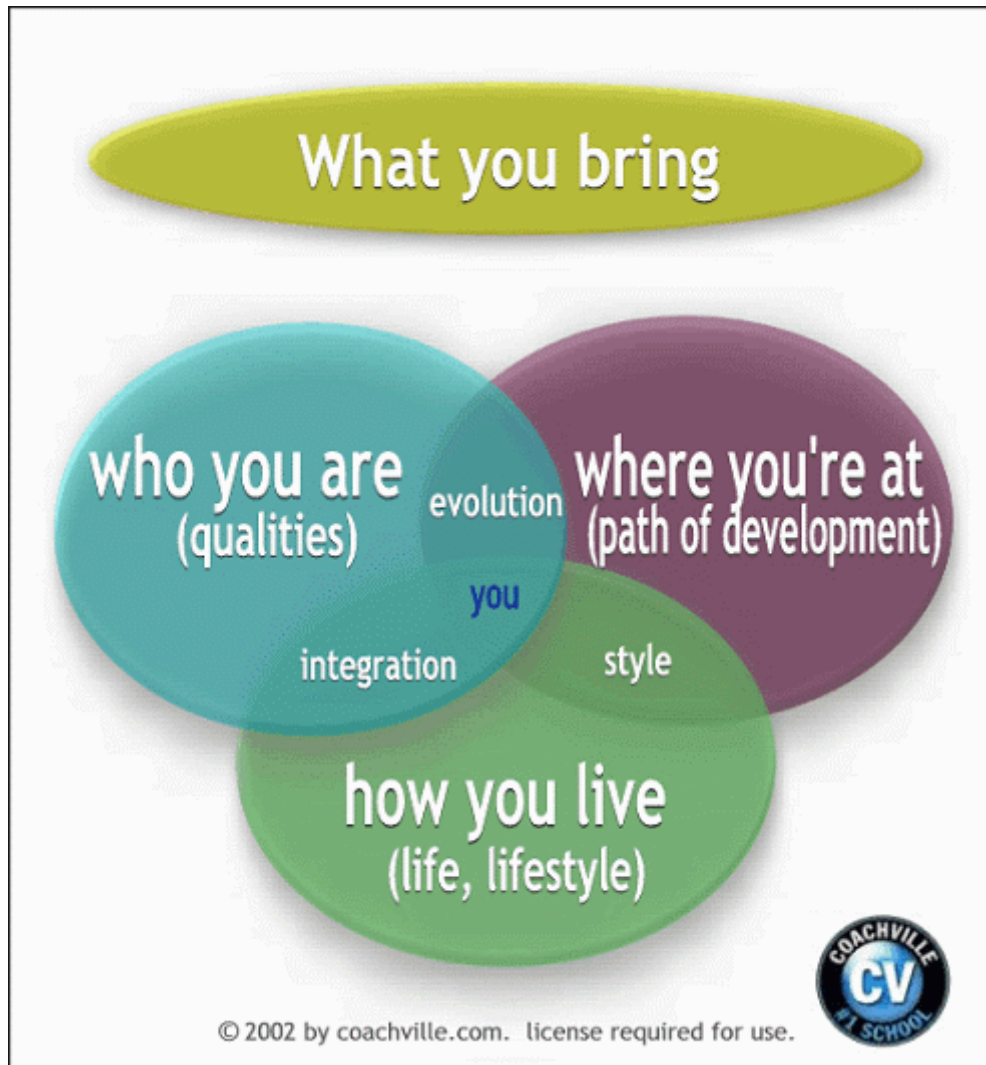 What you bring
who you are
(qualities)
evolution
where you're at
(path of development)
you
integration
style
how you live
(life, lifestyle)
COACHVILLE
CV
#1 SCHOOL
© 2002 by coachville.com. license required for use.